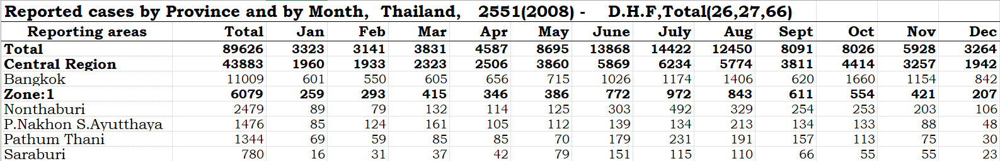 Reported cases by Province and by Month, Thailand, 2551(2008) - D.H.F,Total(26,27,66)
Reporting areas Total Jan Feb Mar Apr May June July Aug Sept Oct Nov Dec
Total 89626 3323 3141 3831 4587 8695 13868 14422 12450 8091 8026 5928 3264
Central Region 43883 1960 1933 2323 2506 3860 5869 6234 5774 3811 4414 3257 1942
Bangkok 11009 601 550 605 656 715 1026 1174 1406 620 1660 1154 842
Zone:1 6079 259 293 415 346 386 772 972 843 611 554 421 207
Nonthaburi 2479 89 79 132 114 125 303 492 329 254 253 203 106
P.Nakhon S.Ayutthaya 1476 85 124 161 105 112 139 134 213 134 133 88 48
Pathum Thani 1344 69 59 85 85 70 179 231 191 157 113 75 30
Saraburi 780 16 31 37 42 79 151 115 110 66 55 55 23